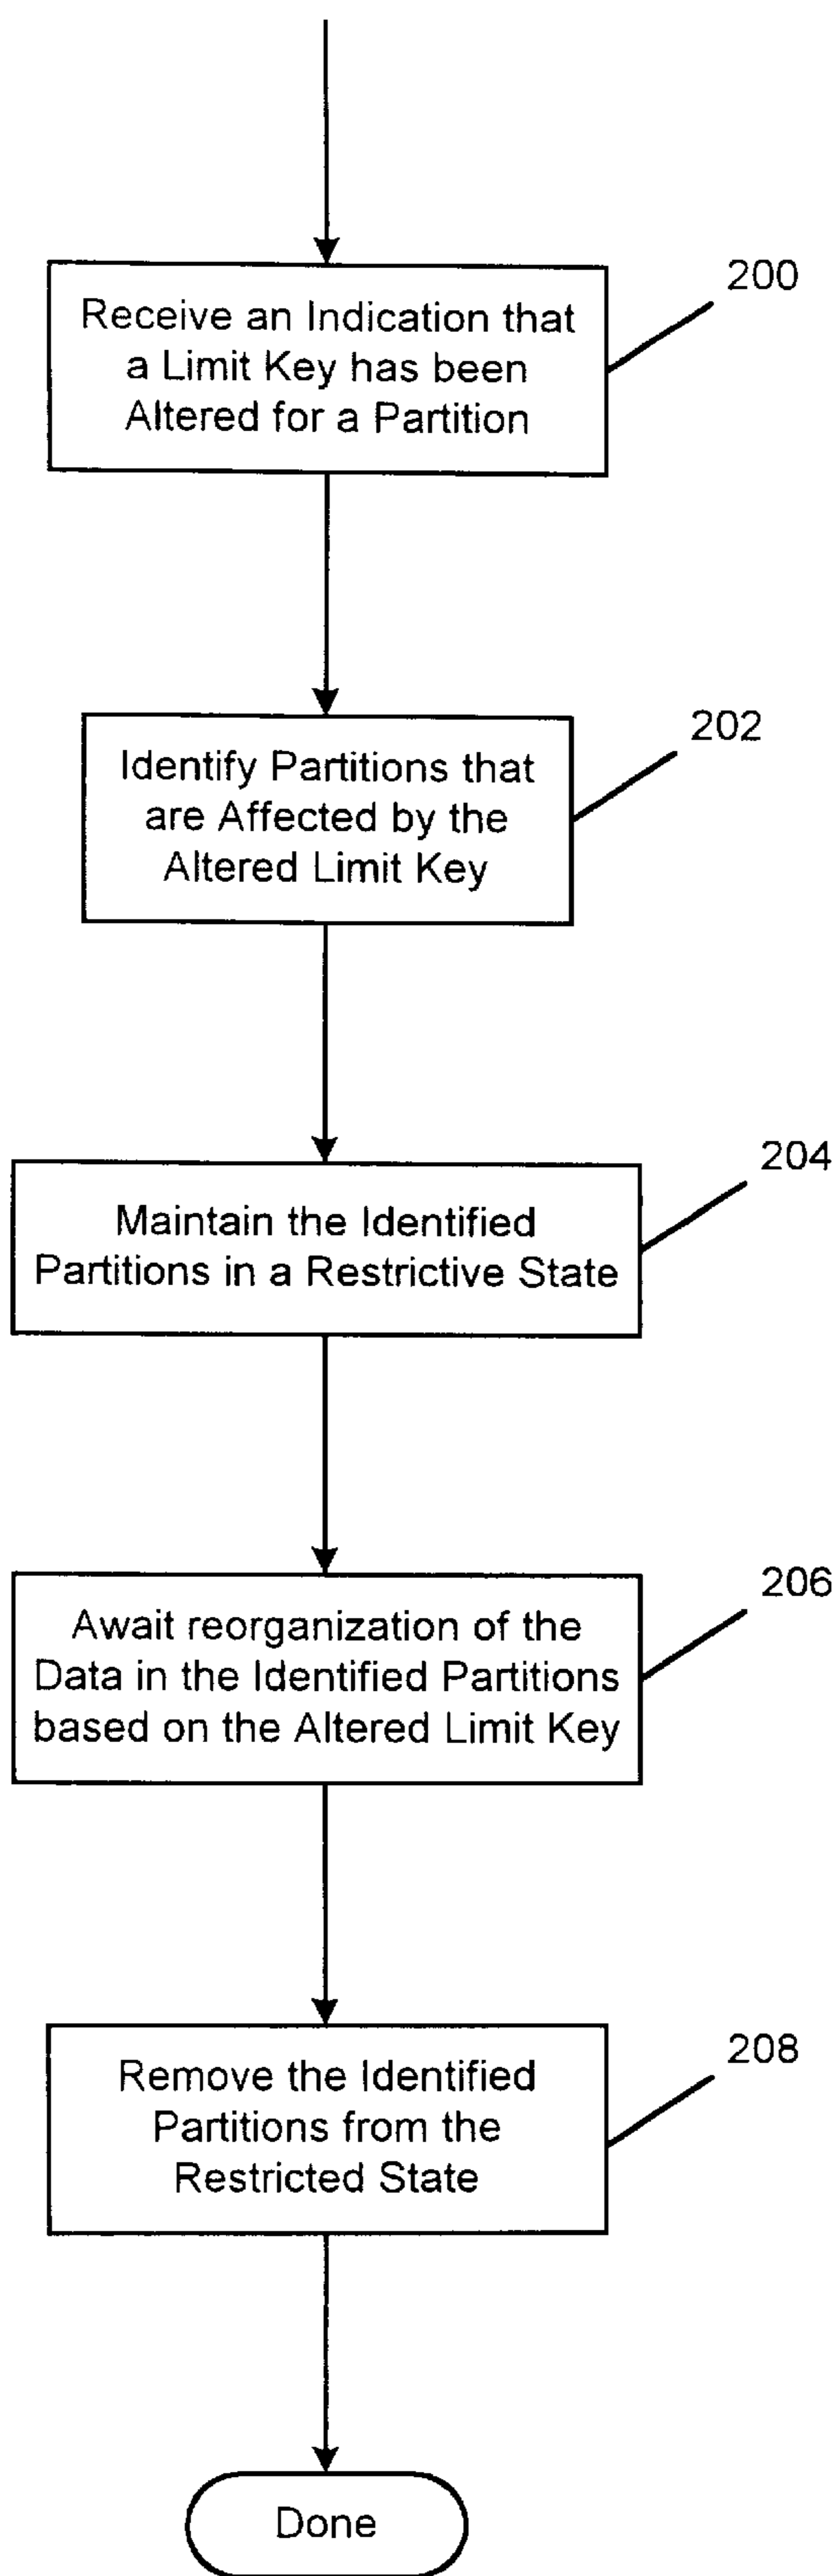 200
Receive an Indication that
a Limit Key has been
Altered for a Partition
202
Identify Partitions that
are Affected by the
Altered Limit Key
204
Maintain the Identified
Partitions in a Restrictive State
206
Await reorganization of the
Data in the Identified Partitions
based on the Altered Limit Key
208
Remove the Identified
Partitions from the
Restricted State
Done